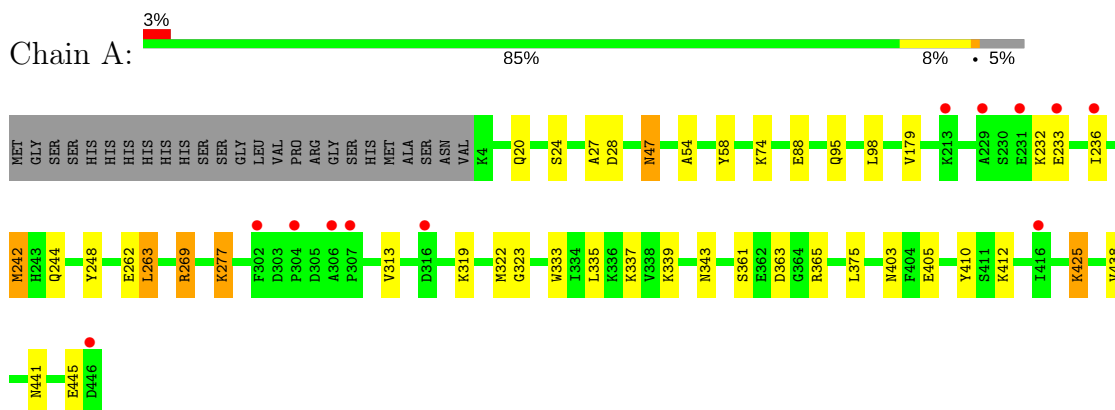 3%
Chain A:
85% 8% • 5%
MET GLY SER SER HIS HIS HIS HIS HIS HIS SER SER GLY LEU VAL PRO ARG GLY SER HIS MET ALA SER ASN VAL K4 Q20 S24 A27 D28 N47 A54 Y58 K74 E88 Q95 L98 V179 K213 A229 S230 E231 K232 E233 I236
M242 H243 Q244 Y248 E262 L263 R269 K277 F302 D303 P304 D305 A306 P307 V313 D316 K319 M322 G323 W333 I334 L335 K336 K337 V338 K339 N343 S361 E362 D363 G364 R365 L375 N403 F404 E405 Y410 S411 K412 I416 K425 V438
N441 E445 D446